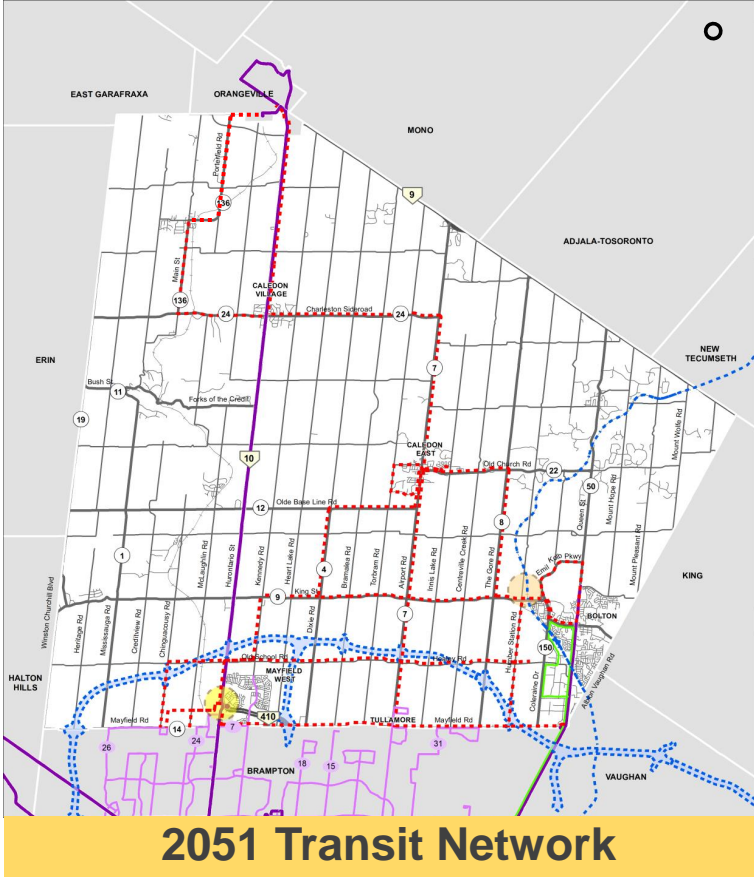 EAST GARAFRAXA
ORANGEVILLE
MONO
Porterfield Rd
9
136
ADJALA-TOSORONTO
Main St
CALEDON
VILLAGE
136
24
Charleston Sideroad
24
NEW
TECUMSETH
ERIN
7
Bush St
11
Forks of the Credit
19
Mount Wolfe Rd
CALEDON
EAST
10
Old Church Rd
22
50
Queen St
Mount Hope Rd
12
Olde Base Line Rd
8
1
McLaughlin Rd
Hurontario St
Kennedy Rd
Heart Lake Rd
4
Bramalea Rd
Torbram Rd
Airport Rd
Innis Lake Rd
Centreville Creek Rd
The Gore Rd
Emil Kolb Pkwy
Mount Pleasant Rd
KING
Winston Churchill Blvd
Heritage Rd
Mississauga Rd
Creditview Rd
Chinguacousy Rd
9
King St
Dixie Rd
7
Humber Station Rd
BOLTON
150
Old School Rd
Healey Rd
Coleraine Dr
Albion Vaughan Rd
HALTON
HILLS
MAYFIELD
WEST
410
Mayfield Rd
14
TULLAMORE
Mayfield Rd
26
24
7
18
15
31
BRAMPTON
VAUGHAN
2051 Transit Network